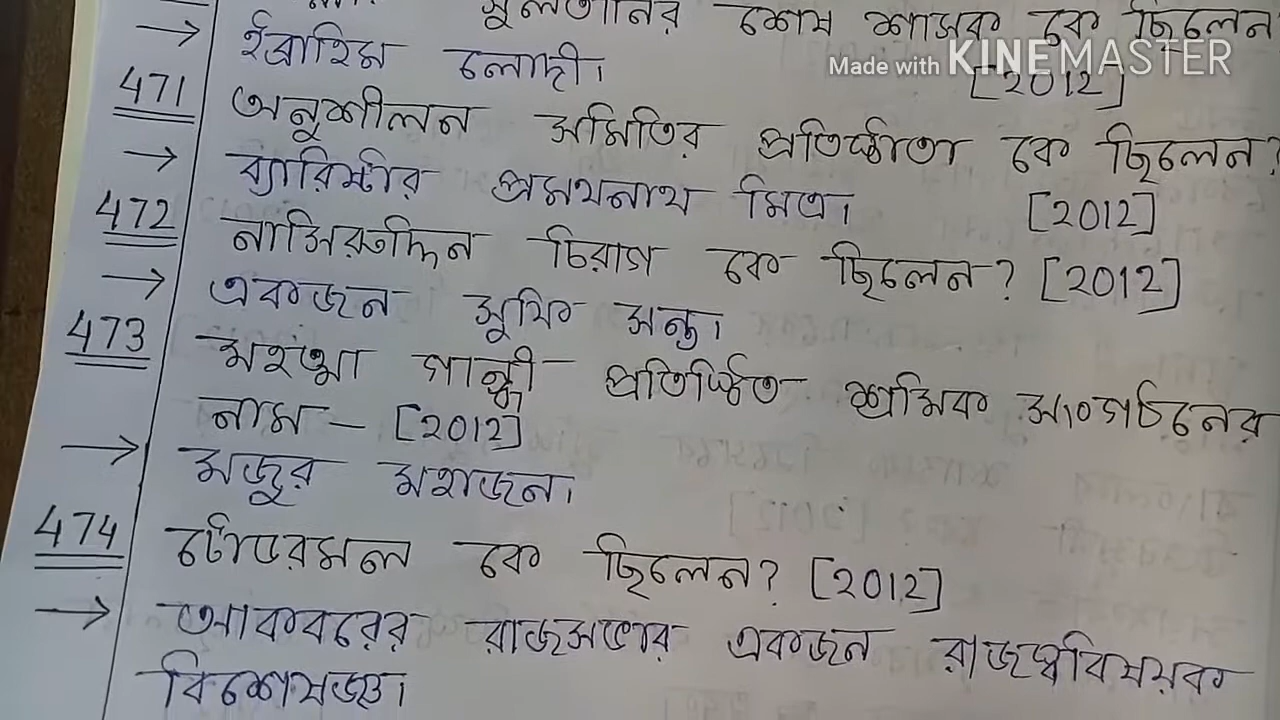 সুলতানির শেষ শাসক কে ছিলেন
→ ইব্রাহিম লোদী।
Made with KINEMASTER
[2012]
471 অনুশীলন সমিতির প্রতিষ্ঠাতা কে ছিলেন?
→ ব্যারিস্টার প্রমথনাথ মিত্র। [2012]
472 নাসিরুদ্দিন চিরাগ কে ছিলেন? [2012]
→ একজন সুফি সন্ত।
473 মহাত্মা গান্ধী প্রতিষ্ঠিত শ্রমিক সংগঠনের
নাম - [2012]
→ মজুর মহাজন।
474 টোডরমল কে ছিলেন? [2012]
→ আকবরের রাজসভার একজন রাজস্ববিষয়ক
বিশেষজ্ঞ।